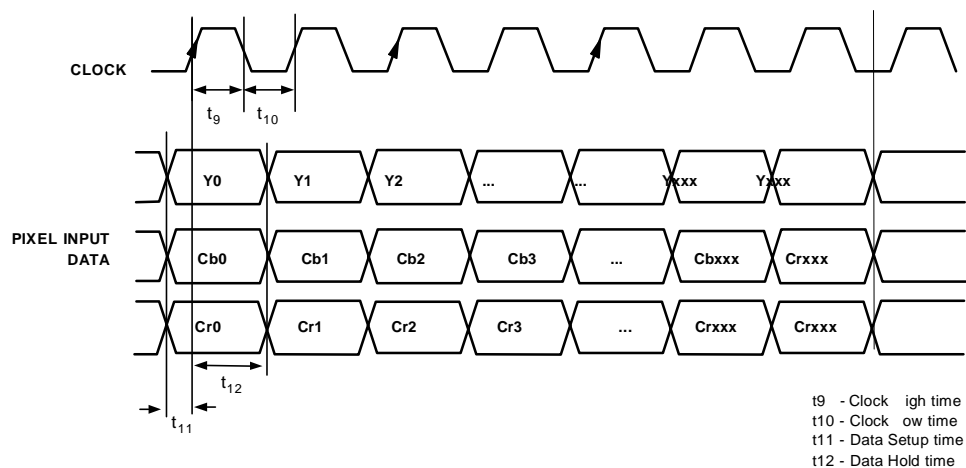 CLOCK
t9 t10
Y0 Y1 Y2 ... ... Yxxx Yxxx
PIXEL INPUT
DATA
Cb0 Cb1 Cb2 Cb3 ... Cbxxx Crxxx
Cr0 Cr1 Cr2 Cr3 ... Crxxx Crxxx
t12
t11
t9 - Clock igh time
t10 - Clock ow time
t11 - Data Setup time
t12 - Data Hold time